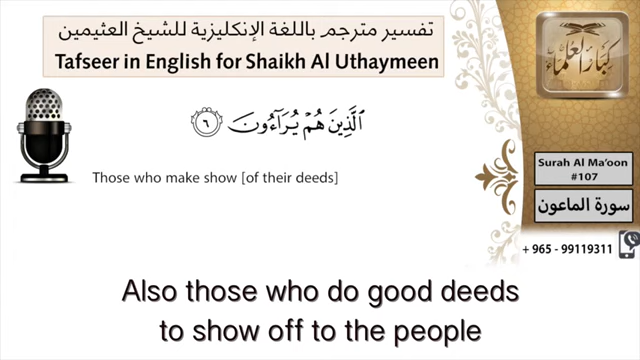 تفسير مترجم باللغة الإنكليزية للشيخ العثيمين
Tafseer in English for Shaikh Al Uthaymeen
كبار العلماء
ٱلَّذِينَ هُمْ يُرَآءُونَ ٦
Those who make show [of their deeds]
Surah Al Ma’oon
#107
سورة الماعون
+ 965 - 99119311
Also those who do good deeds
to show off to the people